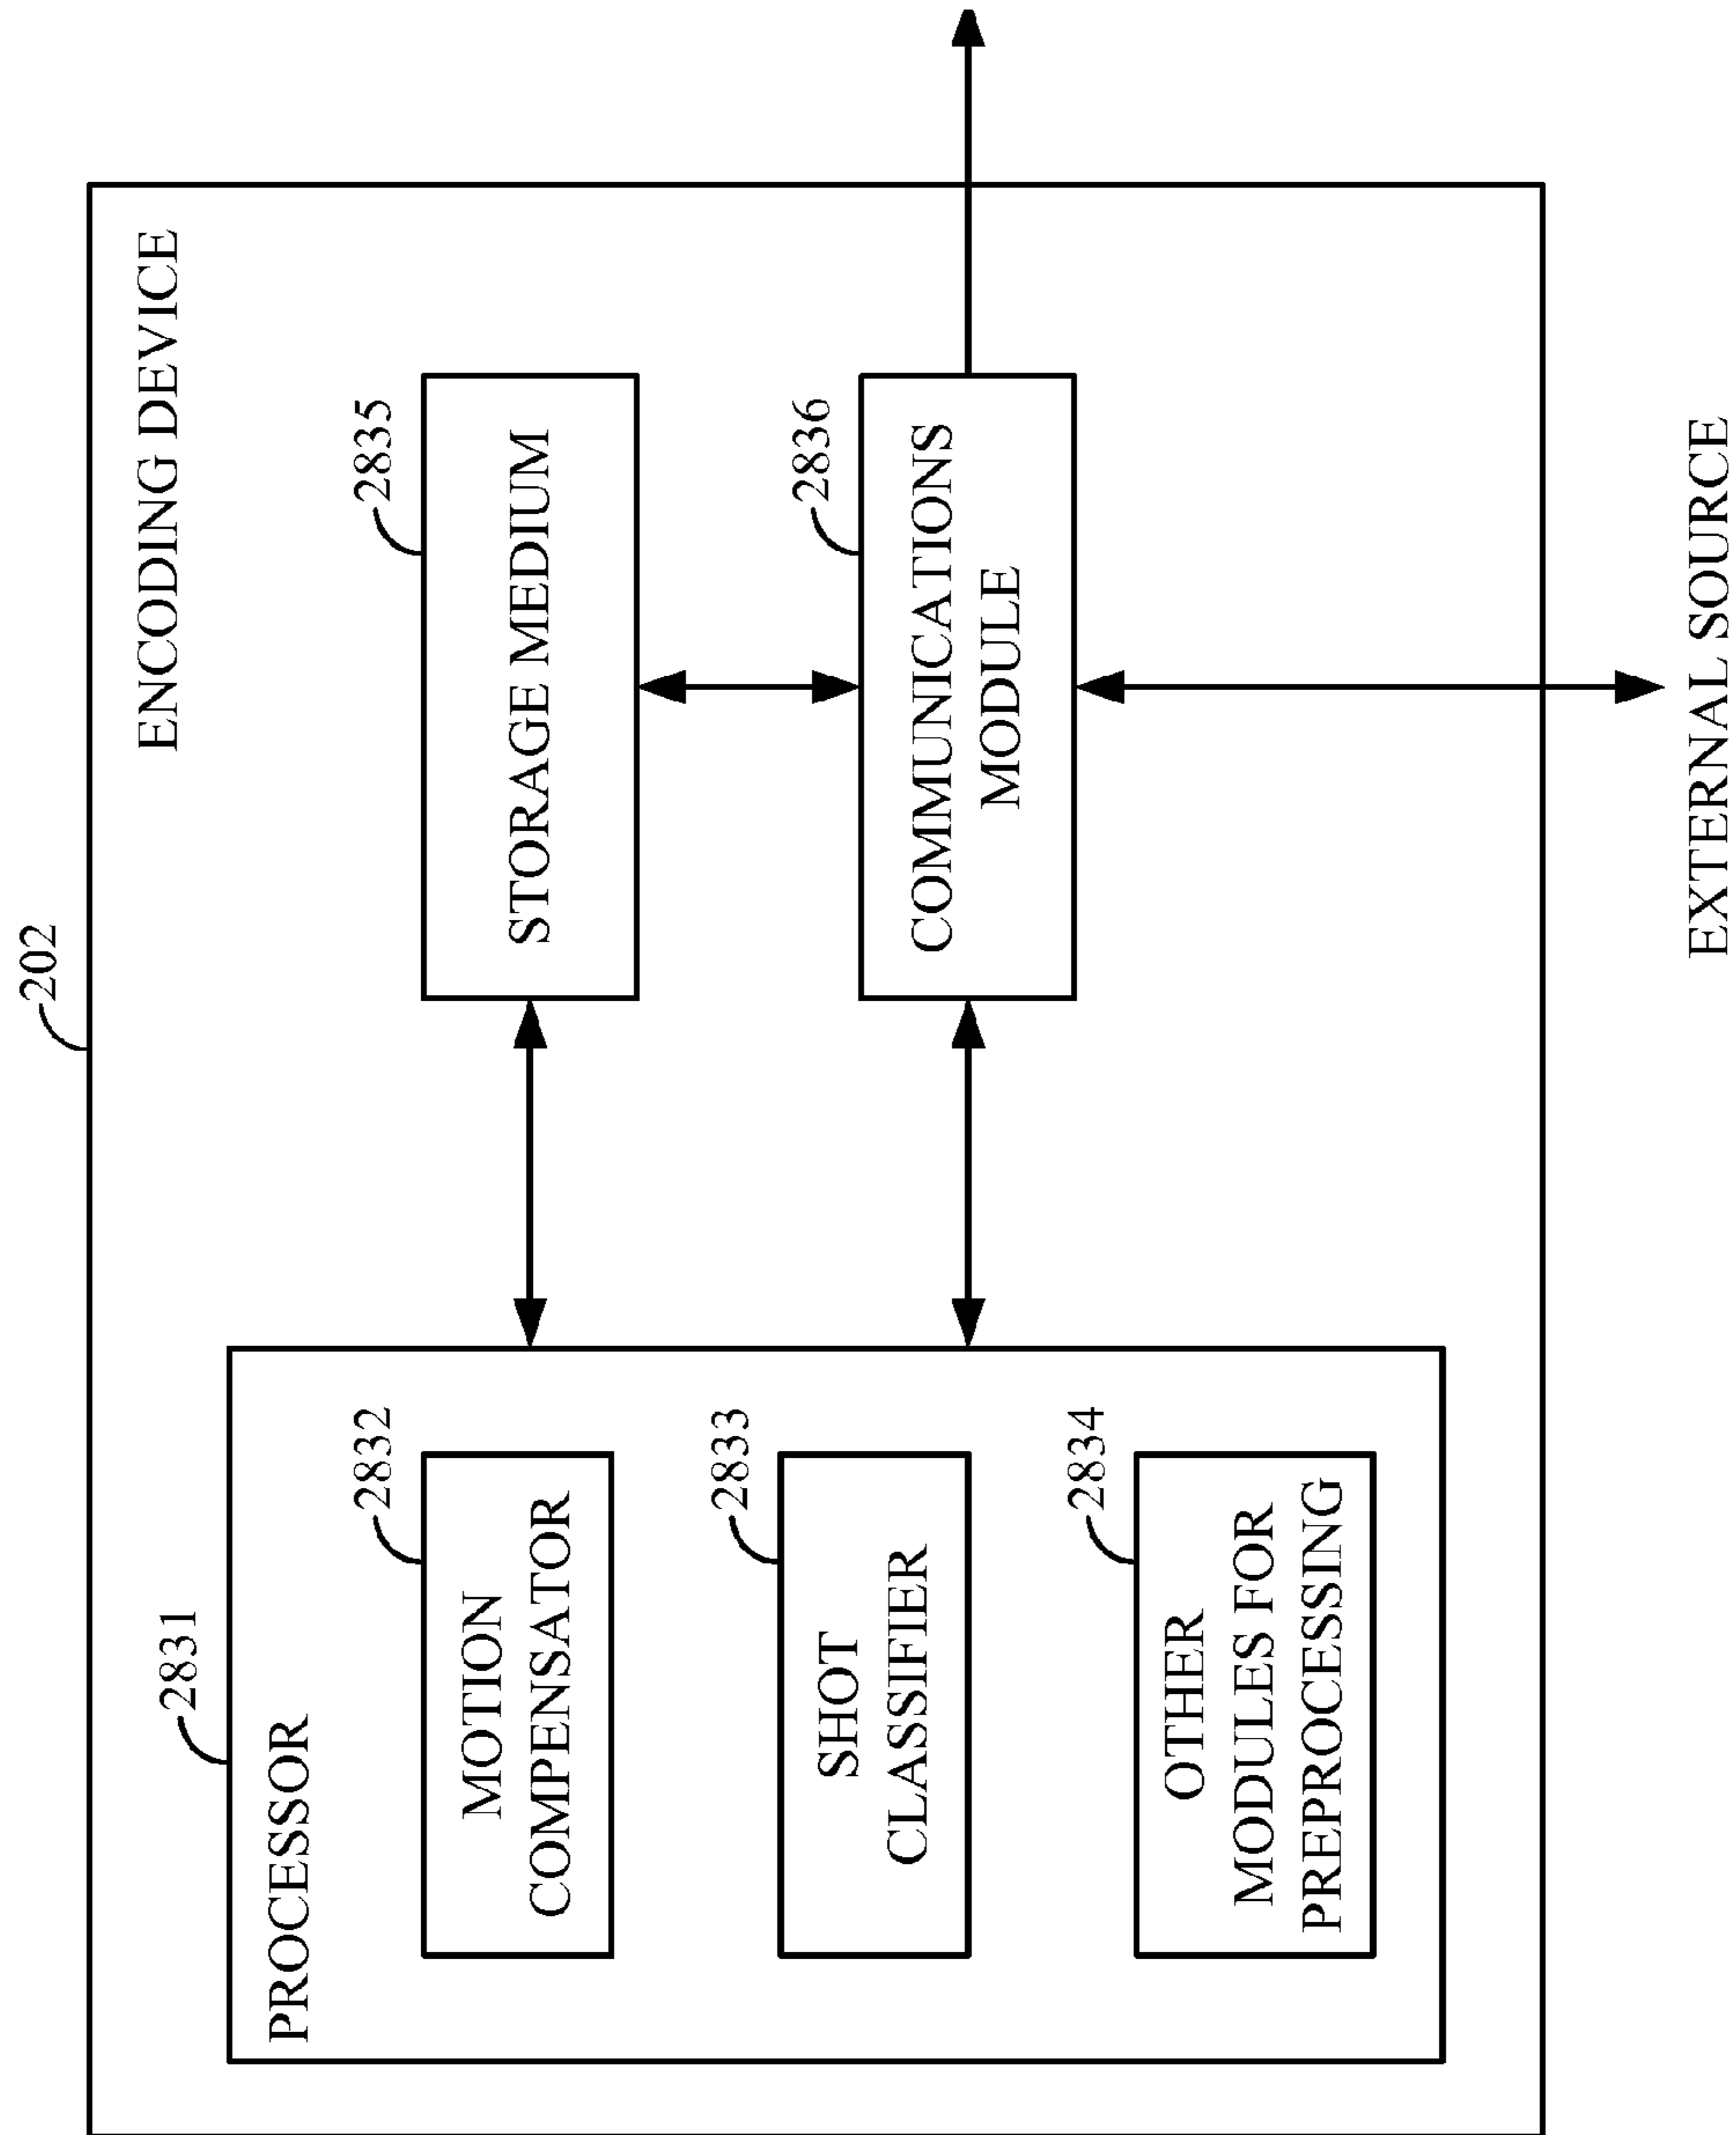 202
ENCODING DEVICE
PROCESSOR
2831
MOTION
COMPENSATOR
2832
SHOT
CLASSIFIER
2833
OTHER
MODULES FOR
PREPROCESSING
2834
STORAGE MEDIUM
2835
COMMUNICATIONS
MODULE
2836
EXTERNAL SOURCE